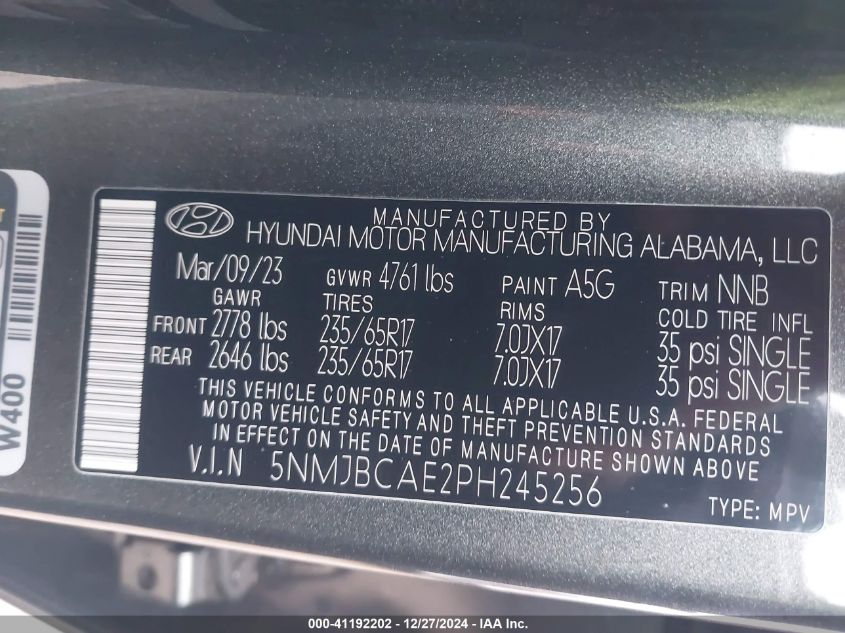 MANUFACTURED BY
HYUNDAI MOTOR MANUFACTURING ALABAMA, LLC
Mar/09/23 GVWR 4761 lbs PAINT A5G TRIM NNB
GAWR TIRES RIMS COLD TIRE INFL
FRONT 2778 lbs 235/65R17 7.0JX17 35 psi SINGLE
REAR 2646 lbs 235/65R17 7.0JX17 35 psi SINGLE
THIS VEHICLE CONFORMS TO ALL APPLICABLE U.S.A. FEDERAL
MOTOR VEHICLE SAFETY AND THEFT PREVENTION STANDARDS
IN EFFECT ON THE DATE OF MANUFACTURE SHOWN ABOVE.
V.I.N 5NMJBCAE2PH245256
TYPE: MPV
W400
000-41192202 - 12/27/2024 - IAA Inc.